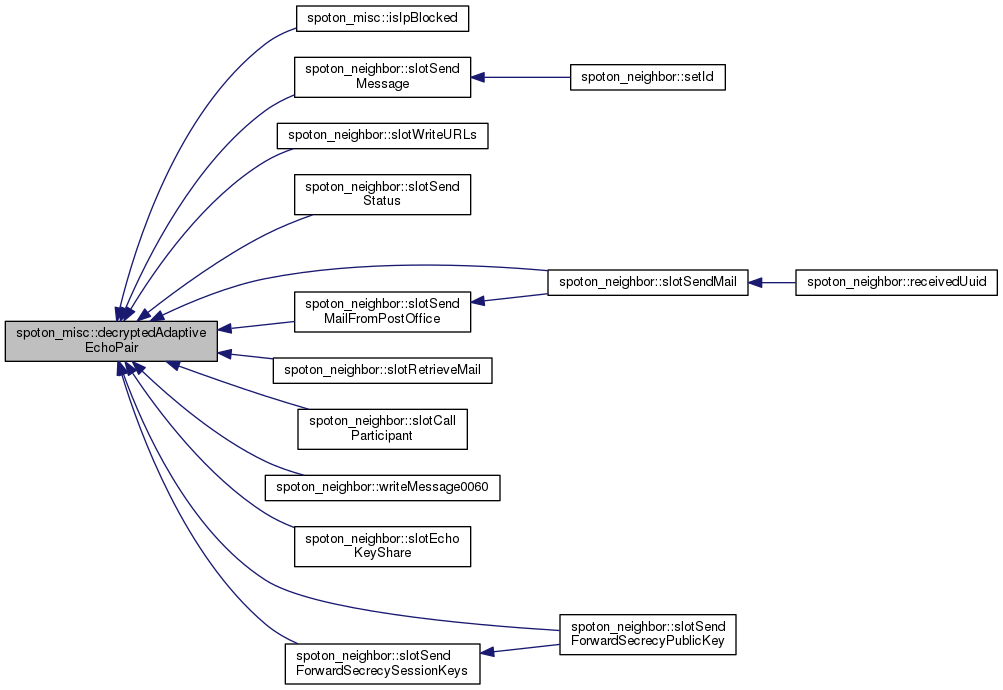 spoton_misc::isIpBlocked
spoton_neighbor::slotSend
Message
spoton_neighbor::setId
spoton_neighbor::slotWriteURLs
spoton_neighbor::slotSend
Status
spoton_neighbor::slotSendMail
spoton_neighbor::receivedUuid
spoton_neighbor::slotSend
MailFromPostOffice
spoton_misc::decryptedAdaptive
EchoPair
spoton_neighbor::slotRetrieveMail
spoton_neighbor::slotCall
Participant
spoton_neighbor::writeMessage0060
spoton_neighbor::slotEcho
KeyShare
spoton_neighbor::slotSend
ForwardSecrecyPublicKey
spoton_neighbor::slotSend
ForwardSecrecySessionKeys